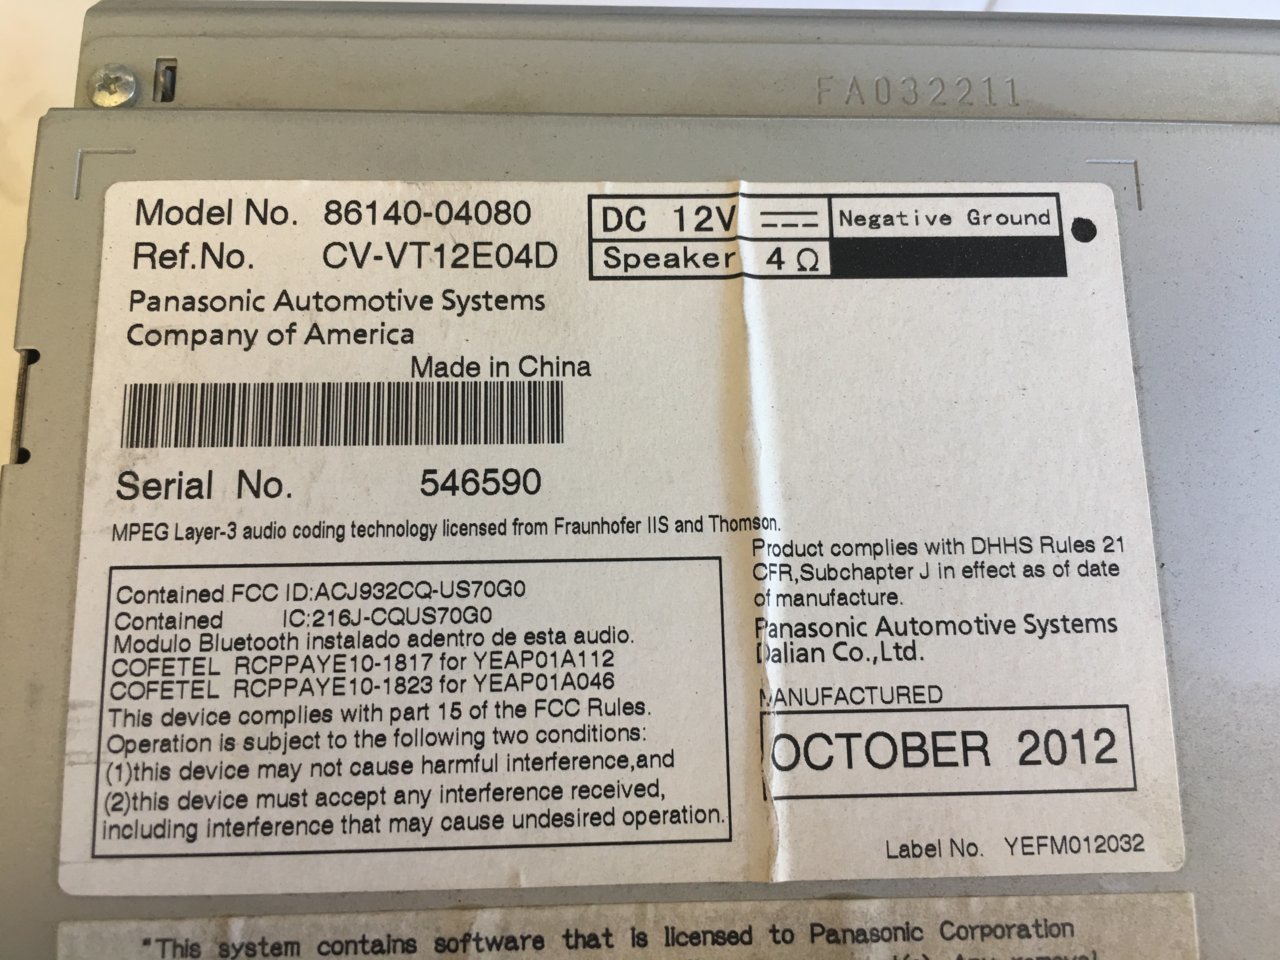 FA032211
Model No. 86140-04080
Ref.No. CV-VT12E04D
DC 12V Negative Ground
Speaker 4 Ω
Panasonic Automotive Systems
Company of America
Made in China
Serial No. 546590
MPEG Layer-3 audio coding technology licensed from Fraunhofer IIS and Thomson.
Contained FCC ID:ACJ932CQ-US70G0
Contained IC:216J-CQUS70G0
Modulo Bluetooth instalado adentro de esta audio.
COFETEL RCPPAYE10-1817 for YEAP01A112
COFETEL RCPPAYE10-1823 for YEAP01A046
This device complies with part 15 of the FCC Rules.
Operation is subject to the following two conditions:
(1)this device may not cause harmful interference,and
(2)this device must accept any interference received,
including interference that may cause undesired operation.
Product complies with DHHS Rules 21
CFR,Subchapter J in effect as of date
of manufacture.
Panasonic Automotive Systems
Dalian Co.,Ltd.
MANUFACTURED
OCTOBER 2012
Label No. YEFM012032
"This system contains software that is licensed to Panasonic Corporation
Any removal